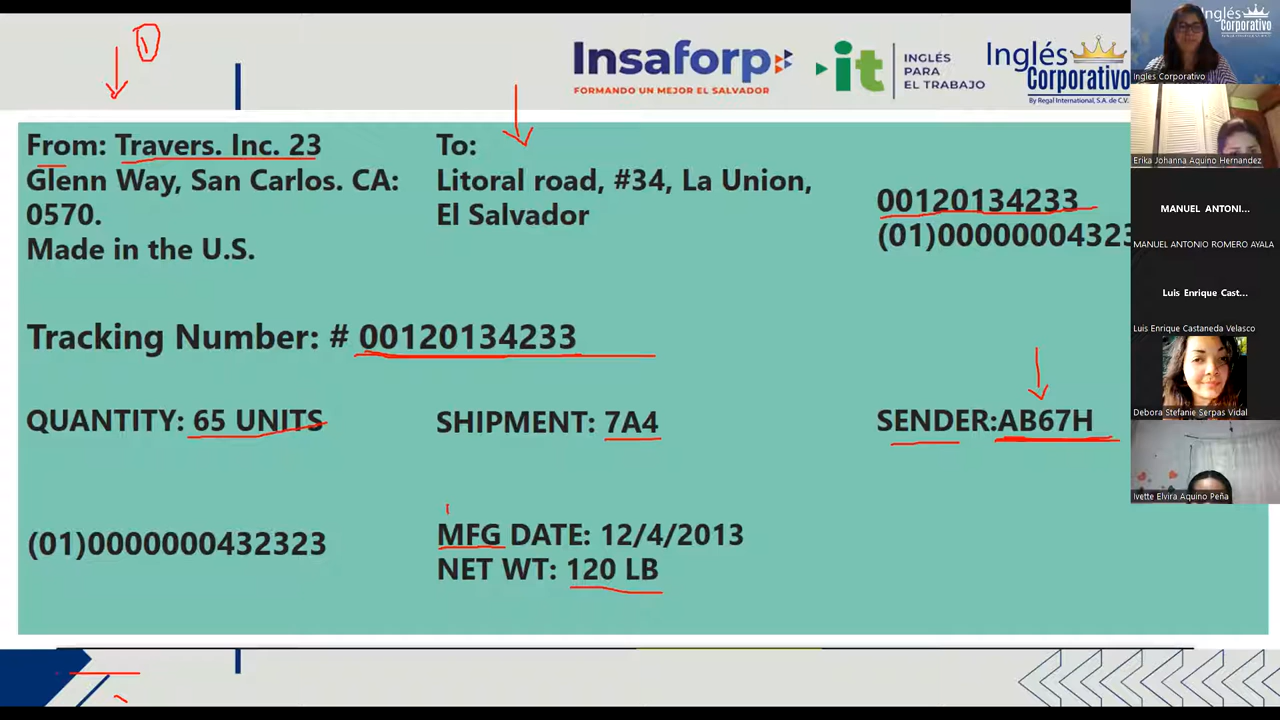 Insaforp
FORMANDO UN MEJOR EL SALVADOR
it
INGLÉS
PARA
EL TRABAJO
Inglés
Corporativo
By Regal International, S.A. de C.V.
Inglés
Corporativo
Ingles Corporativo
From: Travers. Inc. 23
Glenn Way, San Carlos. CA:
0570.
Made in the U.S.
To:
Litoral road, #34, La Union,
El Salvador
00120134233
(01)00000004323
Tracking Number: # 00120134233
QUANTITY: 65 UNITS
SHIPMENT: 7A4
SENDER:AB67H
(01)0000000432323
MFG DATE: 12/4/2013
NET WT: 120 LB
Erika Johanna Aquino Hernandez
MANUEL ANTONI...
MANUEL ANTONIO ROMERO AYALA
Luis Enrique Cast...
Luis Enrique Castaneda Velasco
Debora Stefanie Serpas Vidal
Ivette Elvira Aquino Peña